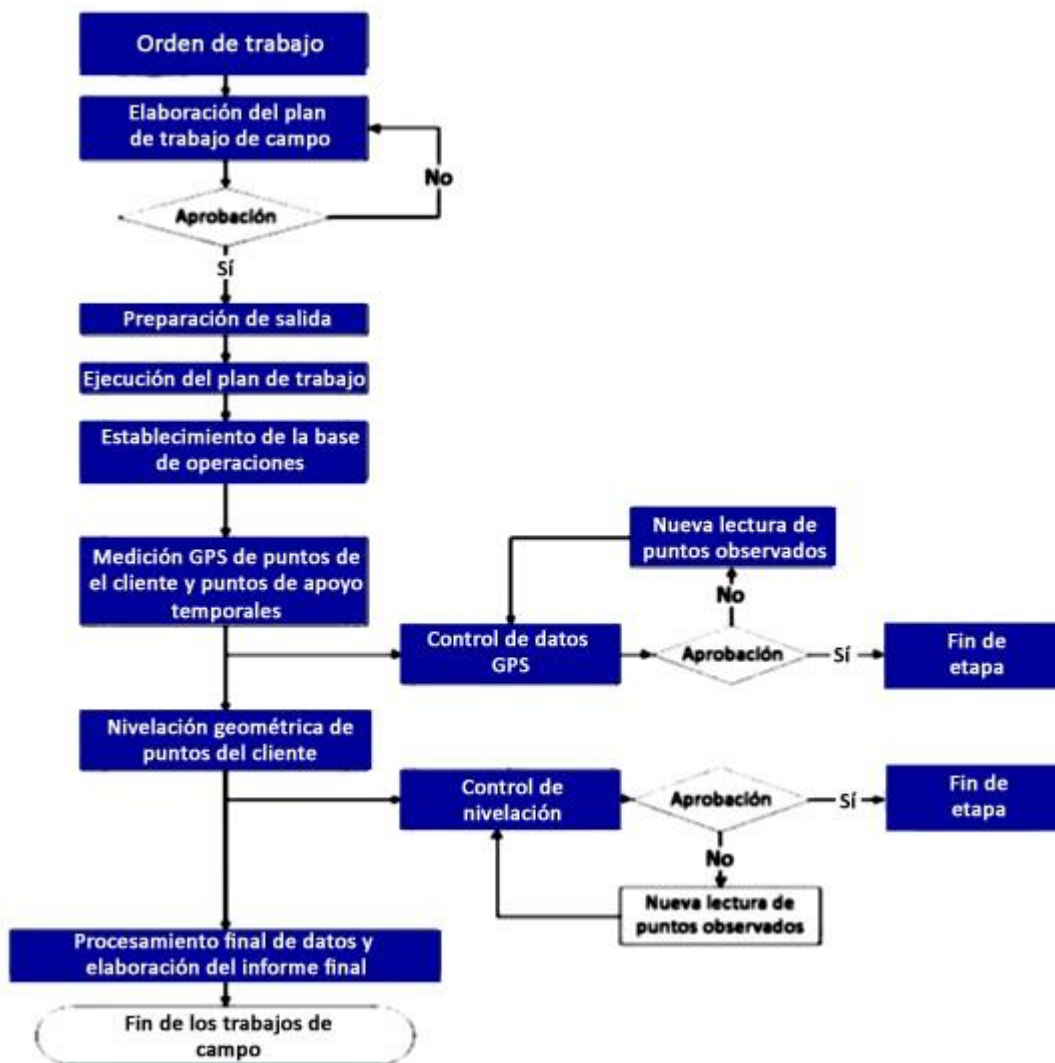 Orden de trabajo
Elaboración del plan
de trabajo de campo
No
Aprobación
Sí
Preparación de salida
Ejecución del plan de trabajo
Establecimiento de la base
de operaciones
Medición GPS de puntos de
el cliente y puntos de apoyo
temporales
Nueva lectura de
puntos observados
No
Control de datos
GPS
Aprobación
Sí
Fin de
etapa
Nivelación geométrica de
puntos del cliente
Control de
nivelación
Aprobación
Sí
Fin de
etapa
No
Nueva lectura de
puntos observados
Procesamiento final de datos y
elaboración del informe final
Fin de los trabajos de
campo